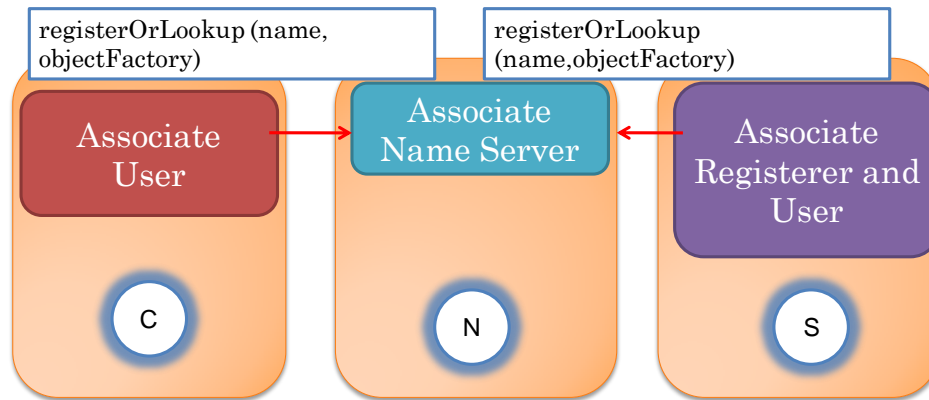 registerOrLookup (name,
objectFactory)
registerOrLookup
(name,objectFactory)
Associate
User
Associate
Name Server
Associate
Registerer and
User
C
N
S